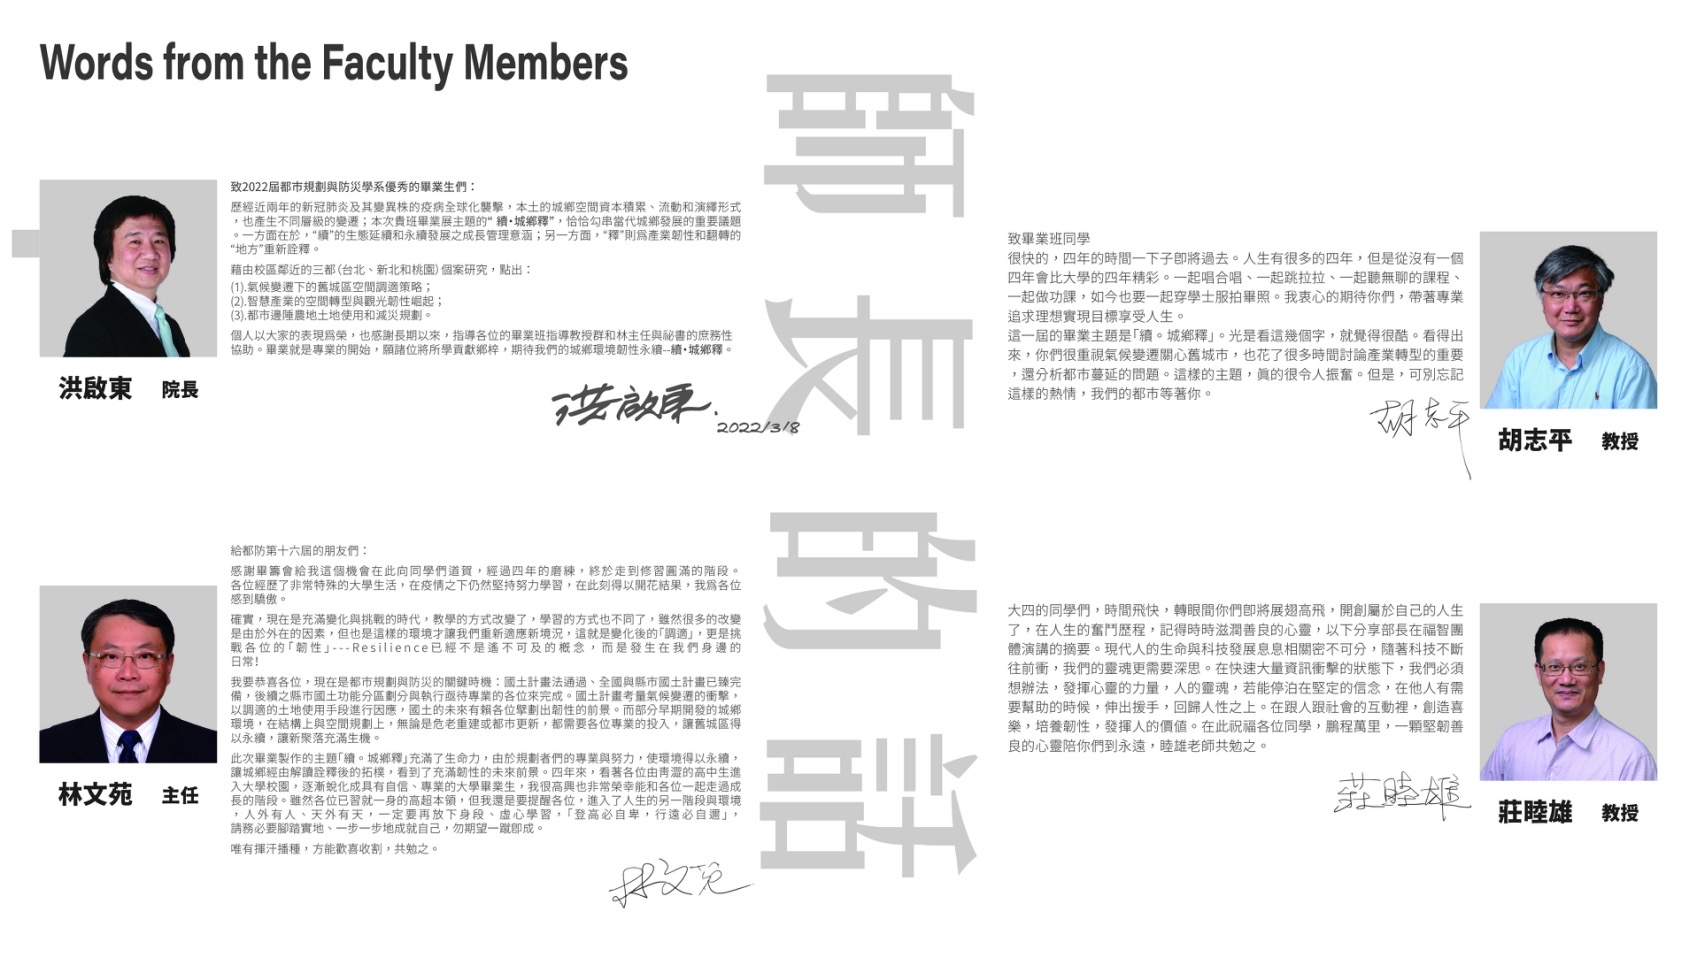 Words from the Faculty Members
師長的話
致2022屆都市規劃與防災學系優秀的畢業生們：
歷經近兩年的新冠肺炎及其變異株的疫病全球化襲擊，本土的城鄉空間資本積累、流動和演繹形式
，也產生不同層級的變遷；本次貴班畢業展主題的“ 續•城鄉釋”，恰恰勾串當代城鄉發展的重要議題
。一方面在於，“續”的生態延續和永續發展之成長管理意涵；另一方面，“釋”則爲產業韌性和翻轉的
“地方”重新詮釋。
藉由校區鄰近的三都（台北、新北和桃園）個案研究，點出：
(1).氣候變遷下的舊城區空間調適策略；
(2).智慧產業的空間轉型與觀光韌性崛起；
(3).都市邊陲農地土地使用和減災規劃。
個人以大家的表現爲榮，也感謝長期以來，指導各位的畢業班指導教授群和林主任與祕書的庶務性
協助。畢業就是專業的開始，願諸位將所學貢獻鄉梓，期待我們的城鄉環境韌性永續--續•城鄉釋。
洪啟東 院長
洪啟東.
2022/3/8
給都防第十六屆的朋友們：
感謝畢籌會給我這個機會在此向同學們道賀，經過四年的磨練，終於走到修習圓滿的階段。
各位經歷了非常特殊的大學生活，在疫情之下仍然堅持努力學習，在此刻得以開花結果，我爲各位
感到驕傲。
確實，現在是充滿變化與挑戰的時代，教學的方式改變了，學習的方式也不同了，雖然很多的改變
是由於外在的因素，但也是這樣的環境才讓我們重新適應新境況，這就是變化後的「調適」，更是挑
戰各位的「韌性」---Resilience已經不是遙不可及的概念，而是發生在我們身邊的
日常！
我要恭喜各位，現在是都市規劃與防災的關鍵時機：國土計畫法通過、全國與縣市國土計畫已臻完
備，後續之縣市國土功能分區劃分與執行亟待專業的各位來完成。國土計畫考量氣候變遷的衝擊，
以調適的土地使用手段進行因應，國土的未來有賴各位擘劃出韌性的前景。而部分早期開發的城鄉
環境，在結構上與空間規劃上，無論是危老重建或都市更新，都需要各位專業的投入，讓舊城區得
以永續，讓新聚落充滿生機。
此次畢業製作的主題「續。城鄉釋」充滿了生命力，由於規劃者們的專業與努力，使環境得以永續，
讓城鄉經由解讀詮釋後的拓樸，看到了充滿韌性的未來前景。四年來，看著各位由靑澀的高中生進
入大學校園，逐漸蛻化成具有自信、專業的大學畢業生，我很高興也非常榮幸能和各位一起走過成
長的階段。雖然各位已習就一身的高超本領，但我還是要提醒各位，進入了人生的另一階段與環境
，人外有人、天外有天，一定要再放下身段、虛心學習，「登高必自卑，行遠必自邇」，
請務必要腳踏實地、一步一步地成就自己，勿期望一蹴卽成。
唯有揮汗播種，方能歡喜收割，共勉之。
林文苑 主任
林文苑
致畢業班同學
很快的，四年的時間一下子卽將過去。人生有很多的四年，但是從沒有一個
四年會比大學的四年精彩。一起唱合唱、一起跳拉拉、一起聽無聊的課程、
一起做功課，如今也要一起穿學士服拍畢照。我衷心的期待你們，帶著專業
追求理想實現目標享受人生。
這一屆的畢業主題是「續。城鄉釋」。光是看這幾個字，就覺得很酷。看得出
來，你們很重視氣候變遷關心舊城市，也花了很多時間討論產業轉型的重要
，還分析都市蔓延的問題。這樣的主題，眞的很令人振奮。但是，可別忘記
這樣的熱情，我們的都市等著你。
胡志平
胡志平 教授
大四的同學們，時間飛快，轉眼間你們卽將展翅高飛，開創屬於自己的人生
了，在人生的奮鬥歷程，記得時時滋潤善良的心靈，以下分享部長在福智團
體演講的摘要。現代人的生命與科技發展息息相關密不可分，隨著科技不斷
往前衝，我們的靈魂更需要深思。在快速大量資訊衝擊的狀態下，我們必須
想辦法，發揮心靈的力量，人的靈魂，若能停泊在堅定的信念，在他人有需
要幫助的時候，伸出援手，回歸人性之上。在跟人跟社會的互動裡，創造喜
樂，培養韌性，發揮人的價值。在此祝福各位同學，鵬程萬里，一顆堅韌善
良的心靈陪你們到永遠，睦雄老師共勉之。
莊睦雄
莊睦雄 教授